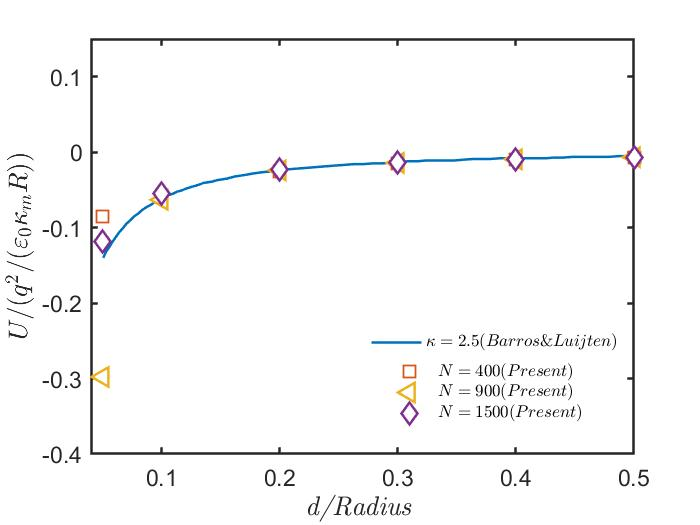 0.1
0
-0.1
-0.2
-0.3
-0.4
U/(q²/(ε₀κₘR))
κ = 2.5(Barros&Luijten)
N = 400(Present)
N = 900(Present)
N = 1500(Present)
0.1 0.2 0.3 0.4 0.5
d/Radius